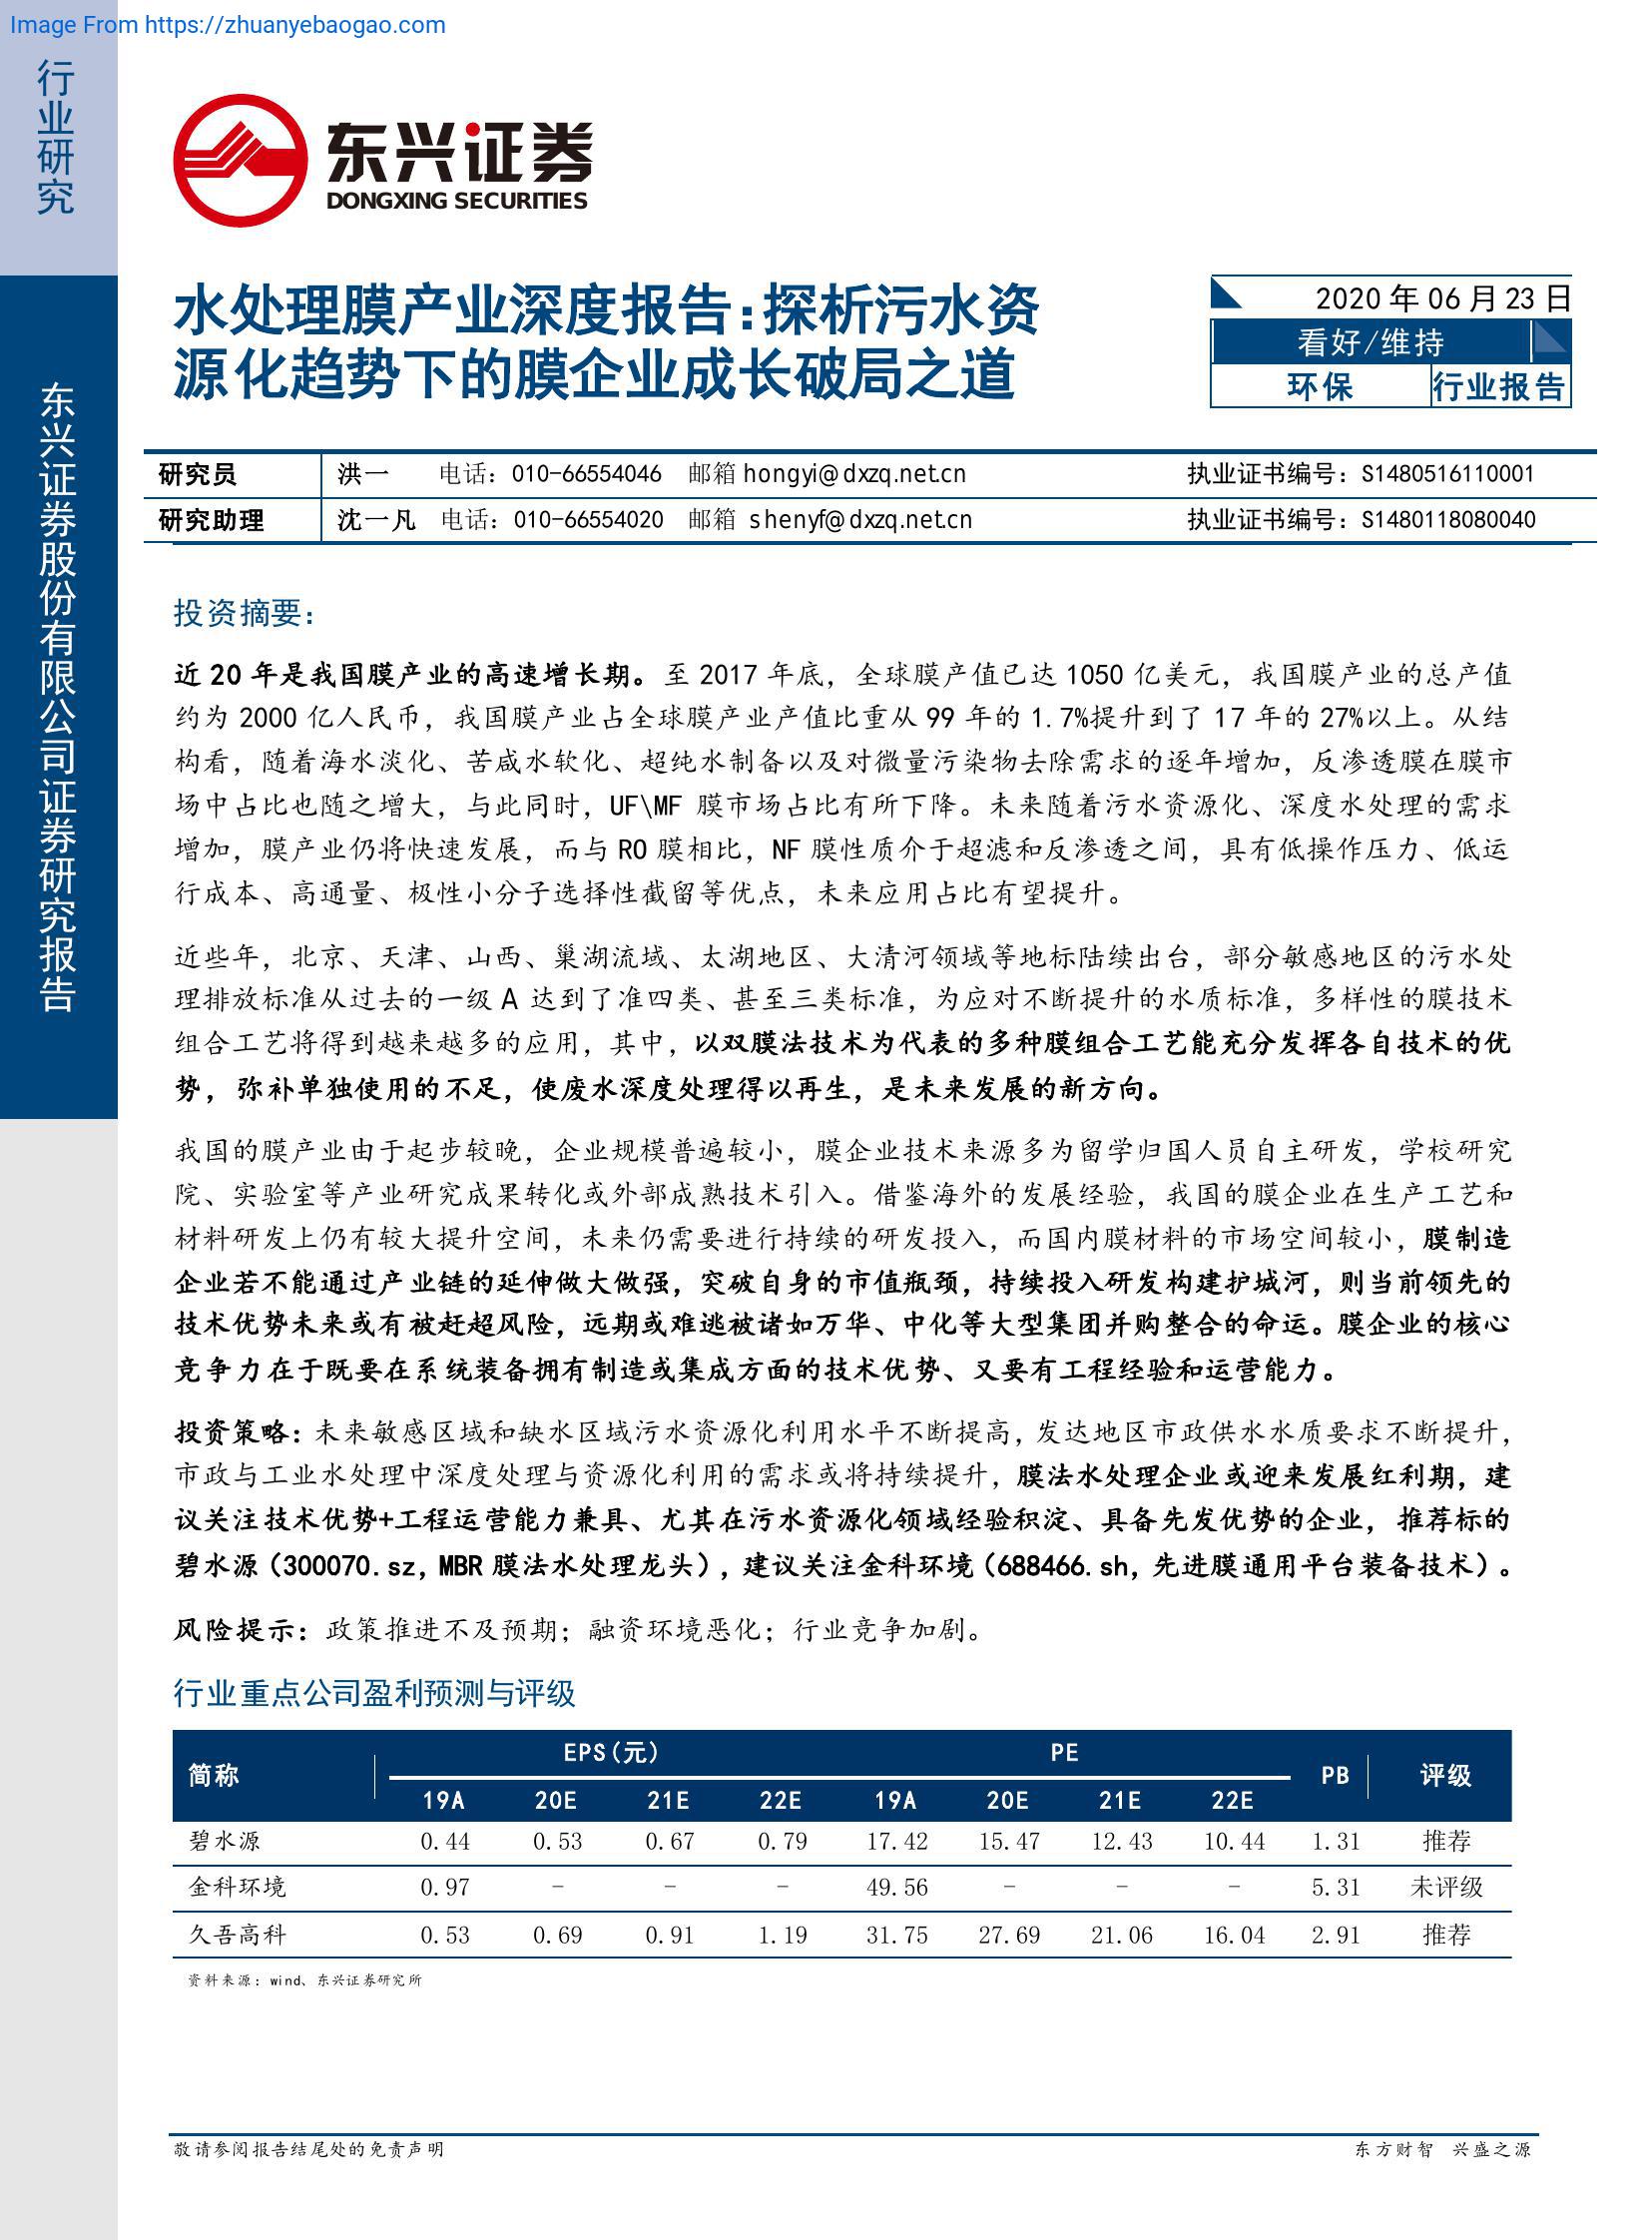 Image From https://zhuanyebaogao.com
行业研究
东兴证券股份有限公司证券研究报告
东兴证券
DONGXING SECURITIES
水处理膜产业深度报告：探析污水资
源化趋势下的膜企业成长破局之道
2020 年 06 月 23 日
看好/维持
环保 行业报告
研究员 洪一 电话：010-66554046 邮箱 hongyi@dxzq.net.cn 执业证书编号：S1480516110001
研究助理 沈一凡 电话：010-66554020 邮箱 shenyf@dxzq.net.cn 执业证书编号：S1480118080040
投资摘要：
近 20 年是我国膜产业的高速增长期。至 2017 年底，全球膜产值已达 1050 亿美元，我国膜产业的总产值
约为 2000 亿人民币，我国膜产业占全球膜产业产值比重从 99 年的 1.7%提升到了 17 年的 27%以上。从结
构看，随着海水淡化、苦咸水软化、超纯水制备以及对微量污染物去除需求的逐年增加，反渗透膜在膜市
场中占比也随之增大，与此同时，UF\MF 膜市场占比有所下降。未来随着污水资源化、深度水处理的需求
增加，膜产业仍将快速发展，而与 RO 膜相比，NF 膜性质介于超滤和反渗透之间，具有低操作压力、低运
行成本、高通量、极性小分子选择性截留等优点，未来应用占比有望提升。
近些年，北京、天津、山西、巢湖流域、太湖地区、大清河领域等地标陆续出台，部分敏感地区的污水处
理排放标准从过去的一级 A 达到了准四类、甚至三类标准，为应对不断提升的水质标准，多样性的膜技术
组合工艺将得到越来越多的应用，其中，以双膜法技术为代表的多种膜组合工艺能充分发挥各自技术的优
势，弥补单独使用的不足，使废水深度处理得以再生，是未来发展的新方向。
我国的膜产业由于起步较晚，企业规模普遍较小，膜企业技术来源多为留学归国人员自主研发，学校研究
院、实验室等产业研究成果转化或外部成熟技术引入。借鉴海外的发展经验，我国的膜企业在生产工艺和
材料研发上仍有较大提升空间，未来仍需要进行持续的研发投入，而国内膜材料的市场空间较小，膜制造
企业若不能通过产业链的延伸做大做强，突破自身的市值瓶颈，持续投入研发构建护城河，则当前领先的
技术优势未来或有被赶超风险，远期或难逃被诸如万华、中化等大型集团并购整合的命运。膜企业的核心
竞争力在于既要在系统装备拥有制造或集成方面的技术优势、又要有工程经验和运营能力。
投资策略：未来敏感区域和缺水区域污水资源化利用水平不断提高，发达地区市政供水水质要求不断提升，
市政与工业水处理中深度处理与资源化利用的需求或将持续提升，膜法水处理企业或迎来发展红利期，建
议关注技术优势+工程运营能力兼具、尤其在污水资源化领域经验积淀、具备先发优势的企业，推荐标的
碧水源（300070.sz，MBR 膜法水处理龙头），建议关注金科环境（688466.sh，先进膜通用平台装备技术）。
风险提示：政策推进不及预期；融资环境恶化；行业竞争加剧。
行业重点公司盈利预测与评级
简称 EPS(元) PE PB 评级
19A 20E 21E 22E 19A 20E 21E 22E
碧水源 0.44 0.53 0.67 0.79 17.42 15.47 12.43 10.44 1.31 推荐
金科环境 0.97 - - - 49.56 - - - 5.31 未评级
久吾高科 0.53 0.69 0.91 1.19 31.75 27.69 21.06 16.04 2.91 推荐
资料来源：wind、东兴证券研究所
敬请参阅报告结尾处的免责声明 东方财智 兴盛之源